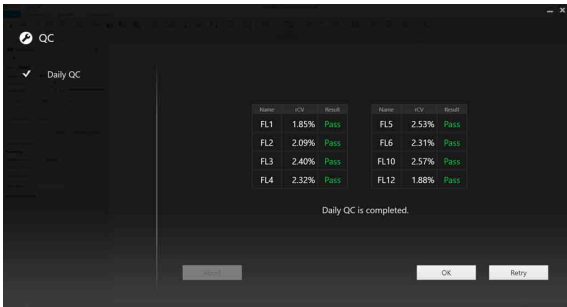 QC
Daily QC
Name rCV Result
FL1 1.85% Pass
FL2 2.09% Pass
FL3 2.40% Pass
FL4 2.32% Pass
Name rCV Result
FL5 2.53% Pass
FL6 2.31% Pass
FL10 2.57% Pass
FL12 1.88% Pass
Daily QC is completed.
OK Retry